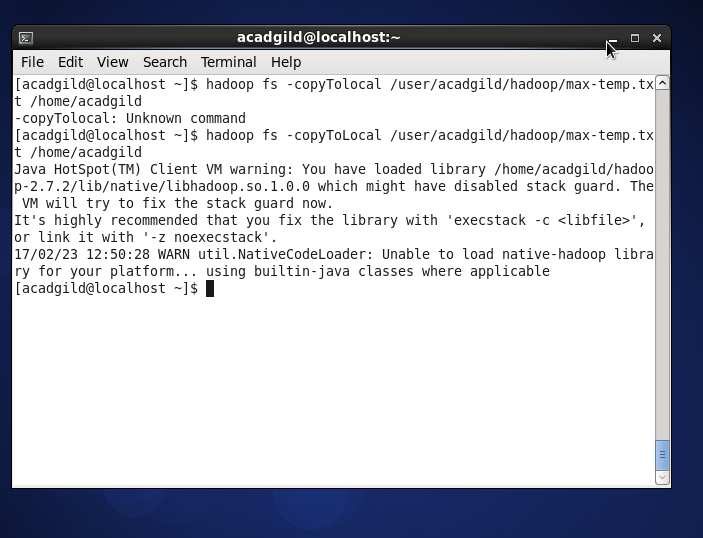 acadgild@localhost:~
File Edit View Search Terminal Help
[acadgild@localhost ~]$ hadoop fs -copyTolocal /user/acadgild/hadoop/max-temp.tx
t /home/acadgild
-copyTolocal: Unknown command
[acadgild@localhost ~]$ hadoop fs -copyToLocal /user/acadgild/hadoop/max-temp.tx
t /home/acadgild
Java HotSpot(TM) Client VM warning: You have loaded library /home/acadgild/hadoo
p-2.7.2/lib/native/libhadoop.so.1.0.0 which might have disabled stack guard. The
 VM will try to fix the stack guard now.
It's highly recommended that you fix the library with 'execstack -c <libfile>',
or link it with '-z noexecstack'.
17/02/23 12:50:28 WARN util.NativeCodeLoader: Unable to load native-hadoop libra
ry for your platform... using builtin-java classes where applicable
[acadgild@localhost ~]$